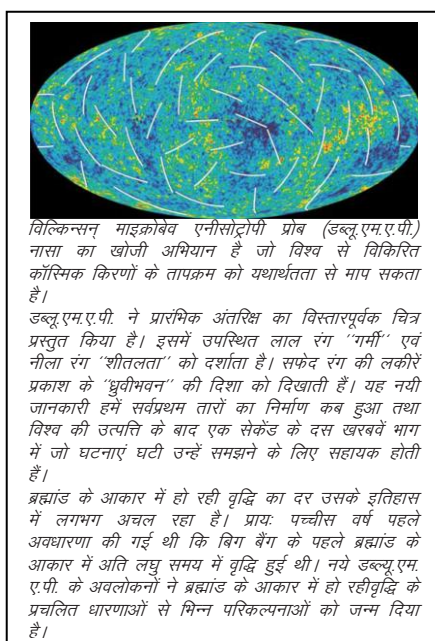 विल्किन्सन् माइक्रोबेव एनीसोट्रोपी प्रोब (डब्लू.एम.ए.पी.)
नासा का खोजी अभियान है जो विश्व से विकिरित
कॉस्मिक किरणों के तापक्रम को यथार्थतता से माप सकता
है।
डब्लू.एम.ए.पी. ने प्रारंभिक अंतरिक्ष का विस्तारपूर्वक चित्र
प्रस्तुत किया है। इसमें उपस्थित लाल रंग ''गर्मी'' एवं
नीला रंग ''शीतलता'' को दर्शाता है। सफेद रंग की लकीरें
प्रकाश के ''ध्रुवीभवन'' की दिशा को दिखाती हैं। यह नयी
जानकारी हमें सर्वप्रथम तारों का निर्माण कब हुआ तथा
विश्व की उत्पत्ति के बाद एक सेकेंड के दस खरबवें भाग
में जो घटनाएं घटी उन्हें समझने के लिए सहायक होती
हैं।
ब्रह्मांड के आकार में हो रही वृद्धि का दर उसके इतिहास
में लगभग अचल रहा है। प्रायः पच्चीस वर्ष पहले
अवधारणा की गई थी कि बिग बैंग के पहले ब्रह्मांड के
आकार में अति लघु समय में वृद्धि हुई थी। नये डब्ल्यू.एम.
ए.पी. के अवलोकनों ने ब्रह्मांड के आकार में हो रहीवृद्धि के
प्रचलित धारणाओं से भिन्न परिकल्पनाओं को जन्म दिया
है।